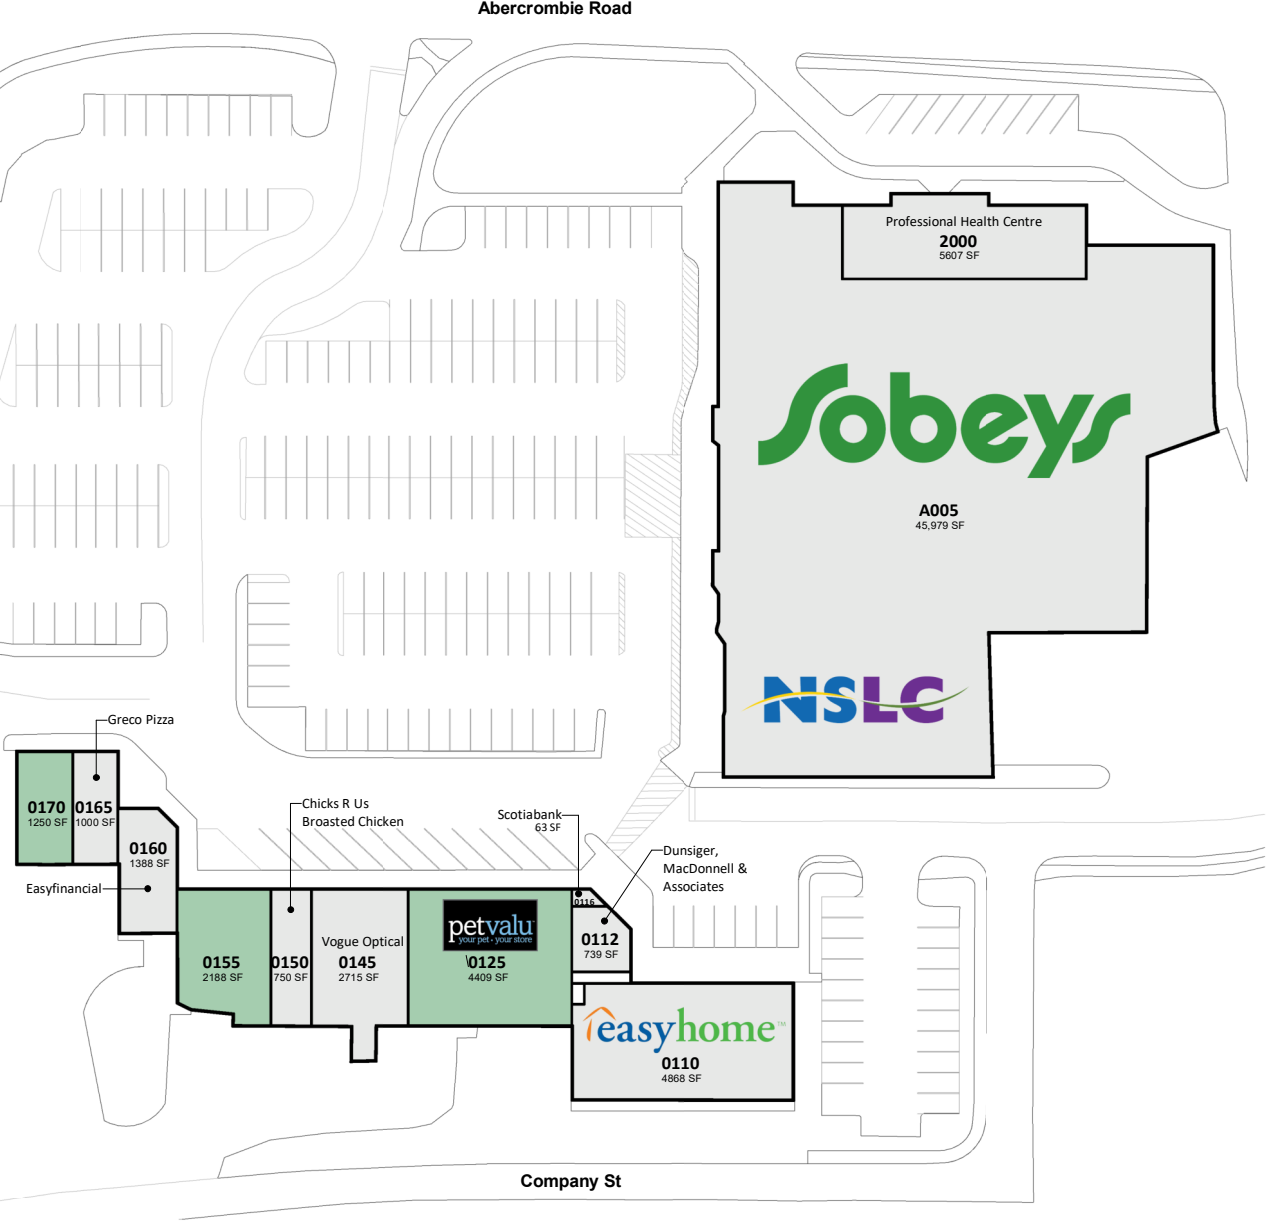 Abercrombie Road
Professional Health Centre
2000
5607 SF
Sobeys
A005
45,979 SF
NSLC
Greco Pizza
0170
1250 SF
0165
1000 SF
0160
1388 SF
Easyfinancial
Chicks R Us
Broasted Chicken
Scotiabank
63 SF
0116
Dunsiger,
MacDonnell &
Associates
0112
739 SF
0155
2188 SF
0150
750 SF
Vogue Optical
0145
2715 SF
petvalu
your pet • your store
\0125
4409 SF
easyhome™
0110
4868 SF
Company St